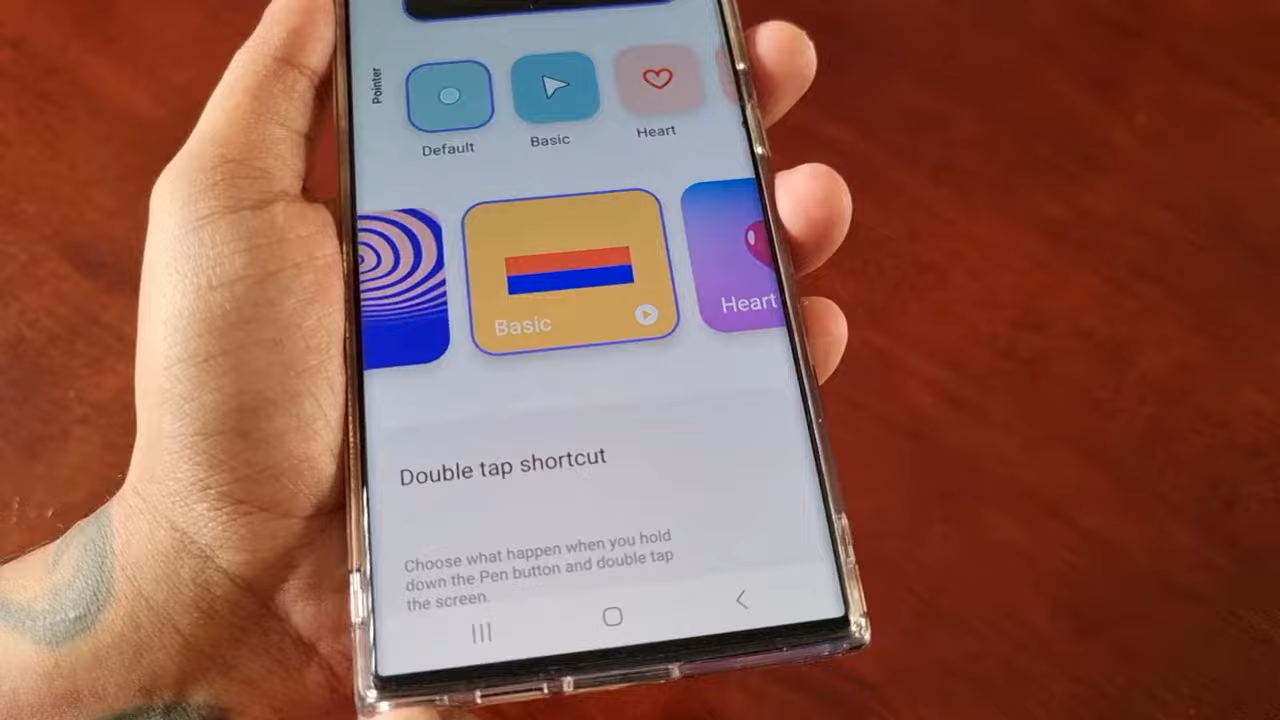 Pointer
Default
Basic
Heart
Basic
Heart
Double tap shortcut
Choose what happen when you hold
down the Pen button and double tap
the screen.